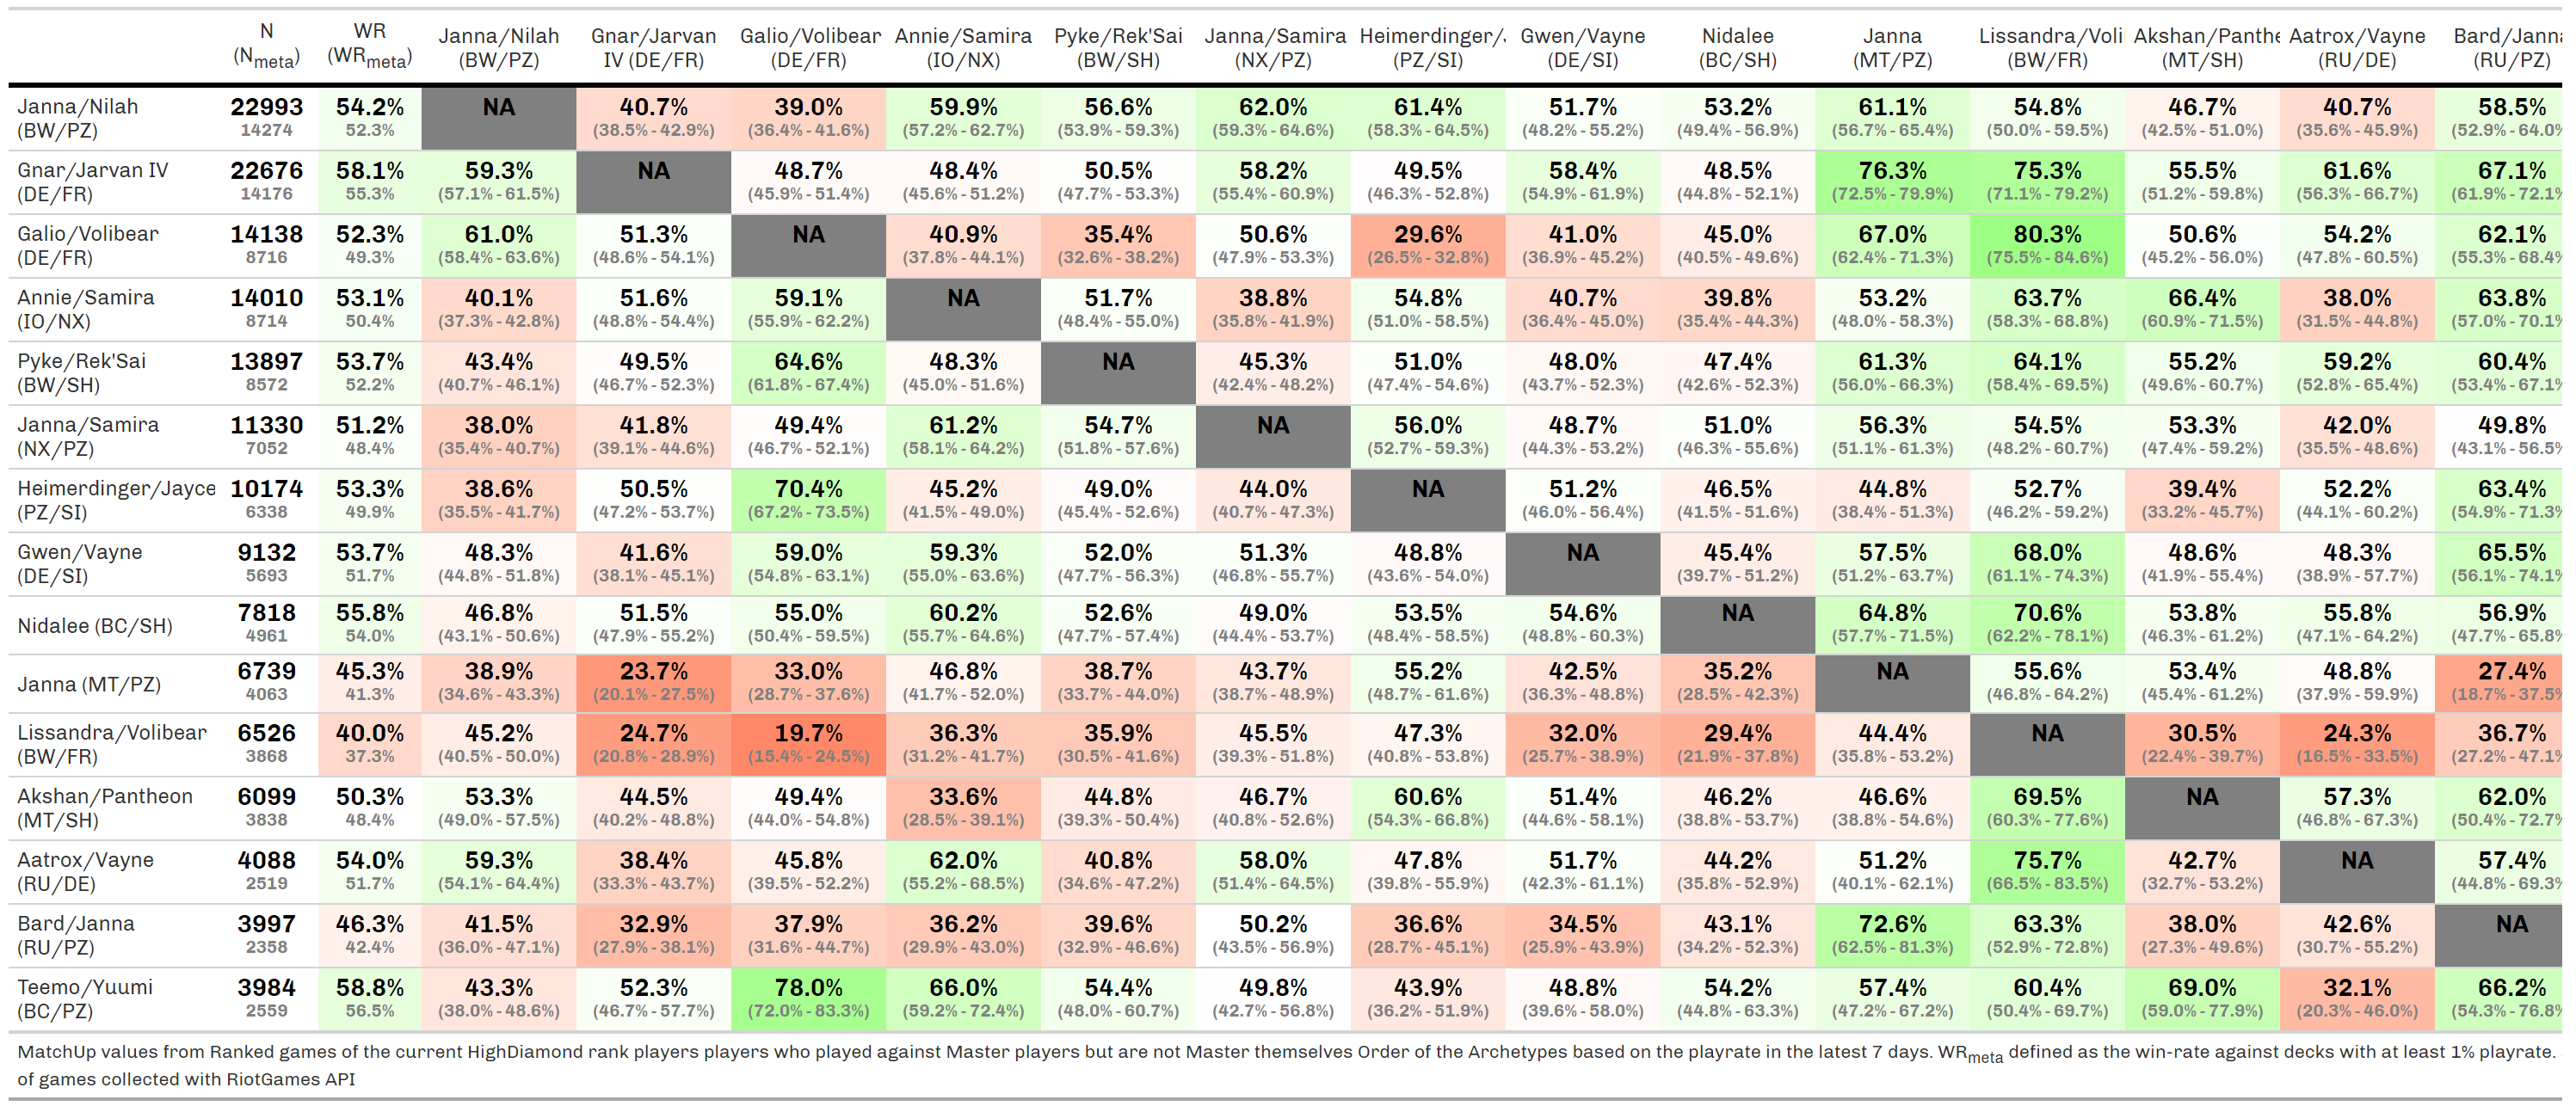 N WR Janna/Nilah Gnar/Jarvan Galio/Volibear Annie/Samira Pyke/Rek'Sai Janna/Samira Heimerdinger/ Gwen/Vayne Nidalee Janna Lissandra/Voli Akshan/Panthe Aatrox/Vayne Bard/Janna
(Nmeta) (WRmeta) (BW/PZ) IV (DE/FR) (DE/FR) (IO/NX) (BW/SH) (NX/PZ) (PZ/SI) (DE/SI) (BC/SH) (MT/PZ) (BW/FR) (MT/SH) (RU/DE) (RU/PZ)
Janna/Nilah 22993 54.2% NA 40.7% 39.0% 59.9% 56.6% 62.0% 61.4% 51.7% 53.2% 61.1% 54.8% 46.7% 40.7% 58.5%
(BW/PZ) 14274 52.3% (38.5% - 42.9%) (36.4% - 41.6%) (57.2% - 62.7%) (53.9% - 59.3%) (59.3% - 64.6%) (58.3% - 64.5%) (48.2% - 55.2%) (49.4% - 56.9%) (56.7% - 65.4%) (50.0% - 59.5%) (42.5% - 51.0%) (35.6% - 45.9%) (52.9% - 64.0%
Gnar/Jarvan IV 22676 58.1% 59.3% NA 48.7% 48.4% 50.5% 58.2% 49.5% 58.4% 48.5% 76.3% 75.3% 55.5% 61.6% 67.1%
(DE/FR) 14176 55.3% (57.1% - 61.5%) (45.9% - 51.4%) (45.6% - 51.2%) (47.7% - 53.3%) (55.4% - 60.9%) (46.3% - 52.8%) (54.9% - 61.9%) (44.8% - 52.1%) (72.5% - 79.9%) (71.1% - 79.2%) (51.2% - 59.8%) (56.3% - 66.7%) (61.9% - 72.1%
Galio/Volibear 14138 52.3% 61.0% 51.3% NA 40.9% 35.4% 50.6% 29.6% 41.0% 45.0% 67.0% 80.3% 50.6% 54.2% 62.1%
(DE/FR) 8716 49.3% (58.4% - 63.6%) (48.6% - 54.1%) (37.8% - 44.1%) (32.6% - 38.2%) (47.9% - 53.3%) (26.5% - 32.8%) (36.9% - 45.2%) (40.5% - 49.6%) (62.4% - 71.3%) (75.5% - 84.6%) (45.2% - 56.0%) (47.8% - 60.5%) (55.3% - 68.4%
Annie/Samira 14010 53.1% 40.1% 51.6% 59.1% NA 51.7% 38.8% 54.8% 40.7% 39.8% 53.2% 63.7% 66.4% 38.0% 63.8%
(IO/NX) 8714 50.4% (37.3% - 42.8%) (48.8% - 54.4%) (55.9% - 62.2%) (48.4% - 55.0%) (35.8% - 41.9%) (51.0% - 58.5%) (36.4% - 45.0%) (35.4% - 44.3%) (48.0% - 58.3%) (58.3% - 68.8%) (60.9% - 71.5%) (31.5% - 44.8%) (57.0% - 70.1%
Pyke/Rek'Sai 13897 53.7% 43.4% 49.5% 64.6% 48.3% NA 45.3% 51.0% 48.0% 47.4% 61.3% 64.1% 55.2% 59.2% 60.4%
(BW/SH) 8572 52.2% (40.7% - 46.1%) (46.7% - 52.3%) (61.8% - 67.4%) (45.0% - 51.6%) (42.4% - 48.2%) (47.4% - 54.6%) (43.7% - 52.3%) (42.6% - 52.3%) (56.0% - 66.3%) (58.4% - 69.5%) (49.6% - 60.7%) (52.8% - 65.4%) (53.4% - 67.1%
Janna/Samira 11330 51.2% 38.0% 41.8% 49.4% 61.2% 54.7% NA 56.0% 48.7% 51.0% 56.3% 54.5% 53.3% 42.0% 49.8%
(NX/PZ) 7052 48.4% (35.4% - 40.7%) (39.1% - 44.6%) (46.7% - 52.1%) (58.1% - 64.2%) (51.8% - 57.6%) (52.7% - 59.3%) (44.3% - 53.2%) (46.3% - 55.6%) (51.1% - 61.3%) (48.2% - 60.7%) (47.4% - 59.2%) (35.5% - 48.6%) (43.1% - 56.5%
Heimerdinger/Jayce 10174 53.3% 38.6% 50.5% 70.4% 45.2% 49.0% 44.0% NA 51.2% 46.5% 44.8% 52.7% 39.4% 52.2% 63.4%
(PZ/SI) 6338 49.9% (35.5% - 41.7%) (47.2% - 53.7%) (67.2% - 73.5%) (41.5% - 49.0%) (45.4% - 52.6%) (40.7% - 47.3%) (46.0% - 56.4%) (41.5% - 51.6%) (38.4% - 51.3%) (46.2% - 59.2%) (33.2% - 45.7%) (44.1% - 60.2%) (54.9% - 71.3%
Gwen/Vayne 9132 53.7% 48.3% 41.6% 59.0% 59.3% 52.0% 51.3% 48.8% NA 45.4% 57.5% 68.0% 48.6% 48.3% 65.5%
(DE/SI) 5693 51.7% (44.8% - 51.8%) (38.1% - 45.1%) (54.8% - 63.1%) (55.0% - 63.6%) (47.7% - 56.3%) (46.8% - 55.7%) (43.6% - 54.0%) (39.7% - 51.2%) (51.2% - 63.7%) (61.1% - 74.3%) (41.9% - 55.4%) (38.9% - 57.7%) (56.1% - 74.1%
Nidalee (BC/SH) 7818 55.8% 46.8% 51.5% 55.0% 60.2% 52.6% 49.0% 53.5% 54.6% NA 64.8% 70.6% 53.8% 55.8% 56.9%
4961 54.0% (43.1% - 50.6%) (47.9% - 55.2%) (50.4% - 59.5%) (55.7% - 64.6%) (47.7% - 57.4%) (44.4% - 53.7%) (48.4% - 58.5%) (48.8% - 60.3%) (57.7% - 71.5%) (62.2% - 78.1%) (46.3% - 61.2%) (47.1% - 64.2%) (47.7% - 65.8%
Janna (MT/PZ) 6739 45.3% 38.9% 23.7% 33.0% 46.8% 38.7% 43.7% 55.2% 42.5% 35.2% NA 55.6% 53.4% 48.8% 27.4%
4063 41.3% (34.6% - 43.3%) (20.1% - 27.5%) (28.7% - 37.6%) (41.7% - 52.0%) (33.7% - 44.0%) (38.7% - 48.9%) (48.7% - 61.6%) (36.3% - 48.8%) (28.5% - 42.3%) (46.8% - 64.2%) (45.4% - 61.2%) (37.9% - 59.9%) (18.7% - 37.5%
Lissandra/Volibear 6526 40.0% 45.2% 24.7% 19.7% 36.3% 35.9% 45.5% 47.3% 32.0% 29.4% 44.4% NA 30.5% 24.3% 36.7%
(BW/FR) 3868 37.3% (40.5% - 50.0%) (20.8% - 28.9%) (15.4% - 24.5%) (31.2% - 41.7%) (30.5% - 41.6%) (39.3% - 51.8%) (40.8% - 53.8%) (25.7% - 38.9%) (21.9% - 37.8%) (35.8% - 53.2%) (22.4% - 39.7%) (16.5% - 33.5%) (27.2% - 47.1%
Akshan/Pantheon 6099 50.3% 53.3% 44.5% 49.4% 33.6% 44.8% 46.7% 60.6% 51.4% 46.2% 46.6% 69.5% NA 57.3% 62.0%
(MT/SH) 3838 48.4% (49.0% - 57.5%) (40.2% - 48.8%) (44.0% - 54.8%) (28.5% - 39.1%) (39.3% - 50.4%) (40.8% - 52.6%) (54.3% - 66.8%) (44.6% - 58.1%) (38.8% - 53.7%) (38.8% - 54.6%) (60.3% - 77.6%) (46.8% - 67.3%) (50.4% - 72.7%
Aatrox/Vayne 4088 54.0% 59.3% 38.4% 45.8% 62.0% 40.8% 58.0% 47.8% 51.7% 44.2% 51.2% 75.7% 42.7% NA 57.4%
(RU/DE) 2519 51.7% (54.1% - 64.4%) (33.3% - 43.7%) (39.5% - 52.2%) (55.2% - 68.5%) (34.6% - 47.2%) (51.4% - 64.5%) (39.8% - 55.9%) (42.3% - 61.1%) (35.8% - 52.9%) (40.1% - 62.1%) (66.5% - 83.5%) (32.7% - 53.2%) (44.8% - 69.3%
Bard/Janna 3997 46.3% 41.5% 32.9% 37.9% 36.2% 39.6% 50.2% 36.6% 34.5% 43.1% 72.6% 63.3% 38.0% 42.6% NA
(RU/PZ) 2358 42.4% (36.0% - 47.1%) (27.9% - 38.1%) (31.6% - 44.7%) (29.9% - 43.0%) (32.9% - 46.6%) (43.5% - 56.9%) (28.7% - 45.1%) (25.9% - 43.9%) (34.2% - 52.3%) (62.5% - 81.3%) (52.9% - 72.8%) (27.3% - 49.6%) (30.7% - 55.2%)
Teemo/Yuumi 3984 58.8% 43.3% 52.3% 78.0% 66.0% 54.4% 49.8% 43.9% 48.8% 54.2% 57.4% 60.4% 69.0% 32.1% 66.2%
(BC/PZ) 2559 56.5% (38.0% - 48.6%) (46.7% - 57.7%) (72.0% - 83.3%) (59.2% - 72.4%) (48.0% - 60.7%) (42.7% - 56.8%) (36.2% - 51.9%) (39.6% - 58.0%) (44.8% - 63.3%) (47.2% - 67.2%) (50.4% - 69.7%) (59.0% - 77.9%) (20.3% - 46.0%) (54.3% - 76.8%
MatchUp values from Ranked games of the current HighDiamond rank players players who played against Master players but are not Master themselves Order of the Archetypes based on the playrate in the latest 7 days. WRmeta defined as the win-rate against decks with at least 1% playrate.
of games collected with RiotGames API